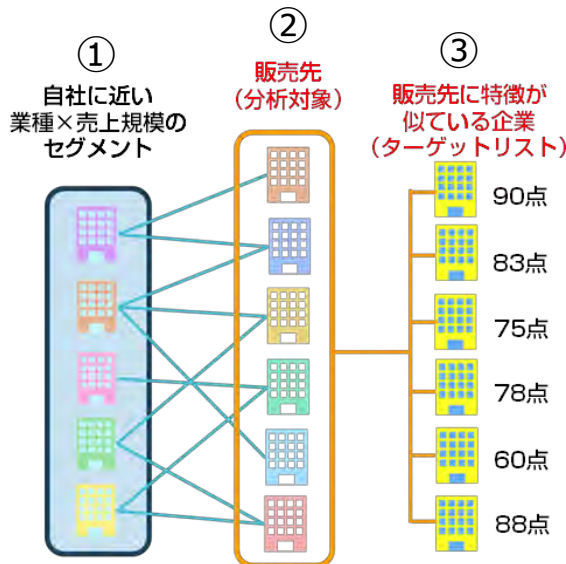 ①
自社に近い
業種×売上規模の
セグメント
②
販売先
（分析対象）
③
販売先に特徴が
似ている企業
（ターゲットリスト）
90点
83点
75点
78点
60点
88点